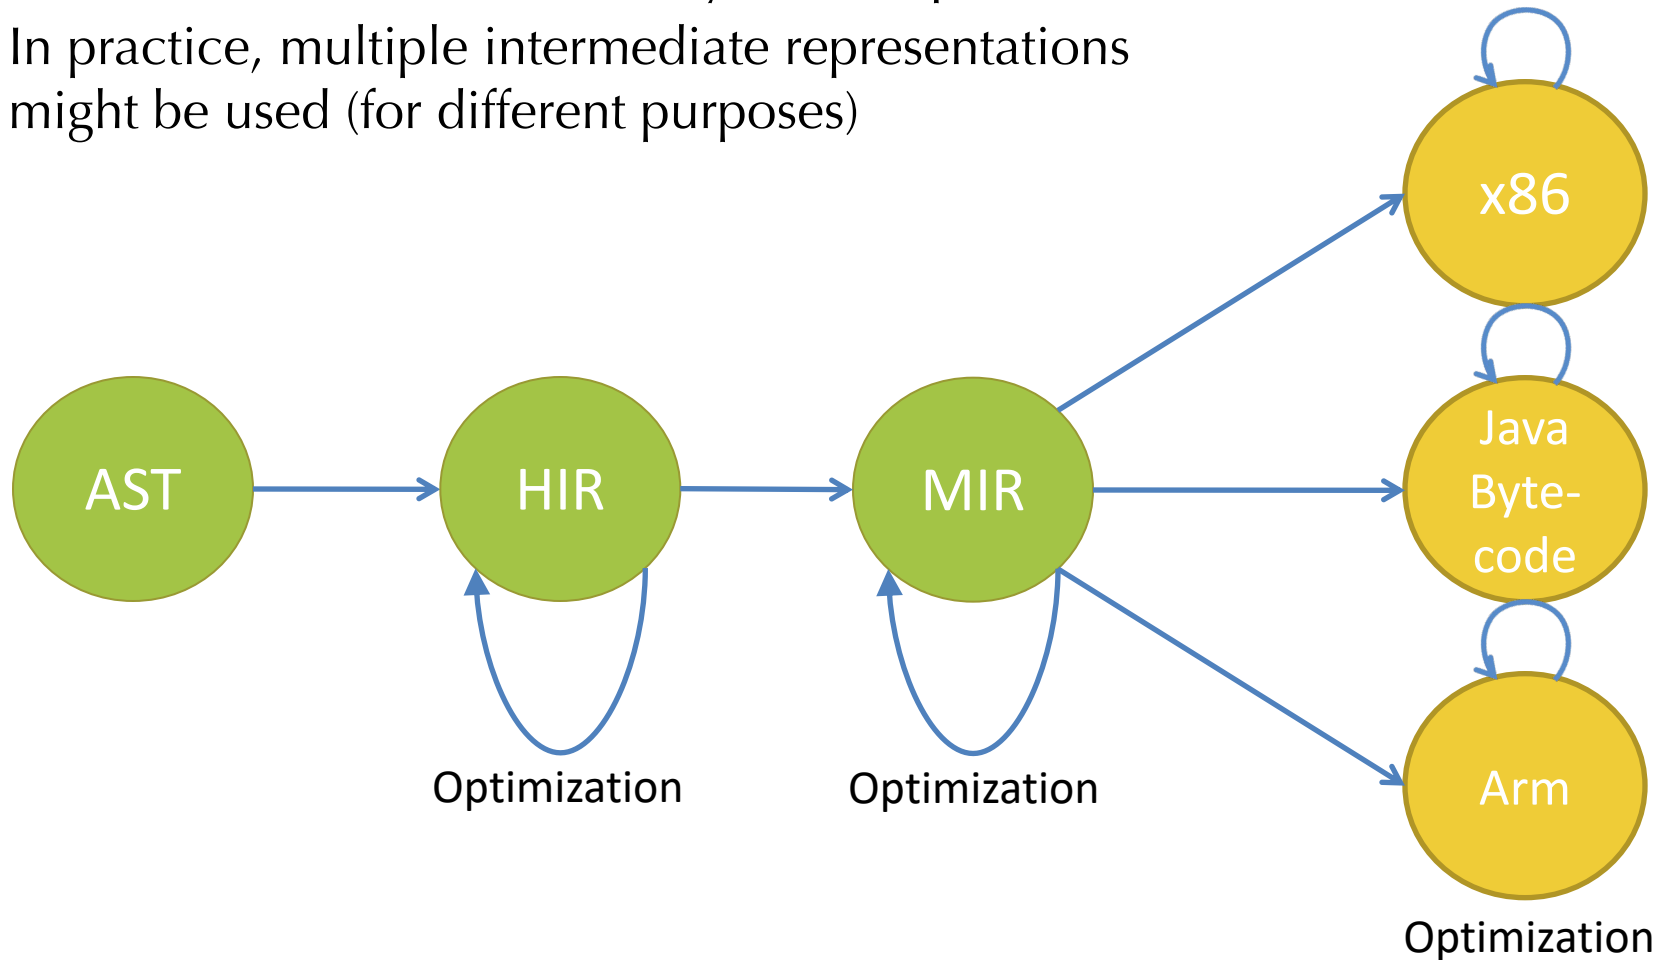 In practice, multiple intermediate representations
might be used (for different purposes)
x86
AST
HIR
MIR
Java
Byte-
code
Optimization
Optimization
Arm
Optimization